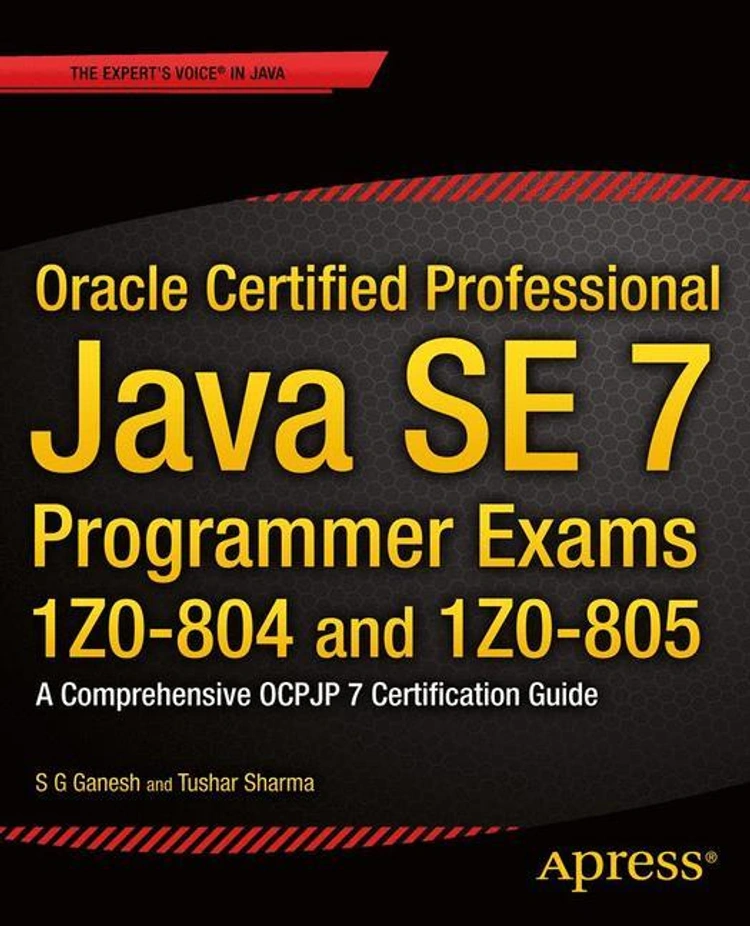 THE EXPERT'S VOICE® IN JAVA
Oracle Certified Professional
Java SE 7
Programmer Exams
1Z0-804 and 1Z0-805
A Comprehensive OCPJP 7 Certification Guide
S G Ganesh and Tushar Sharma
Apress®